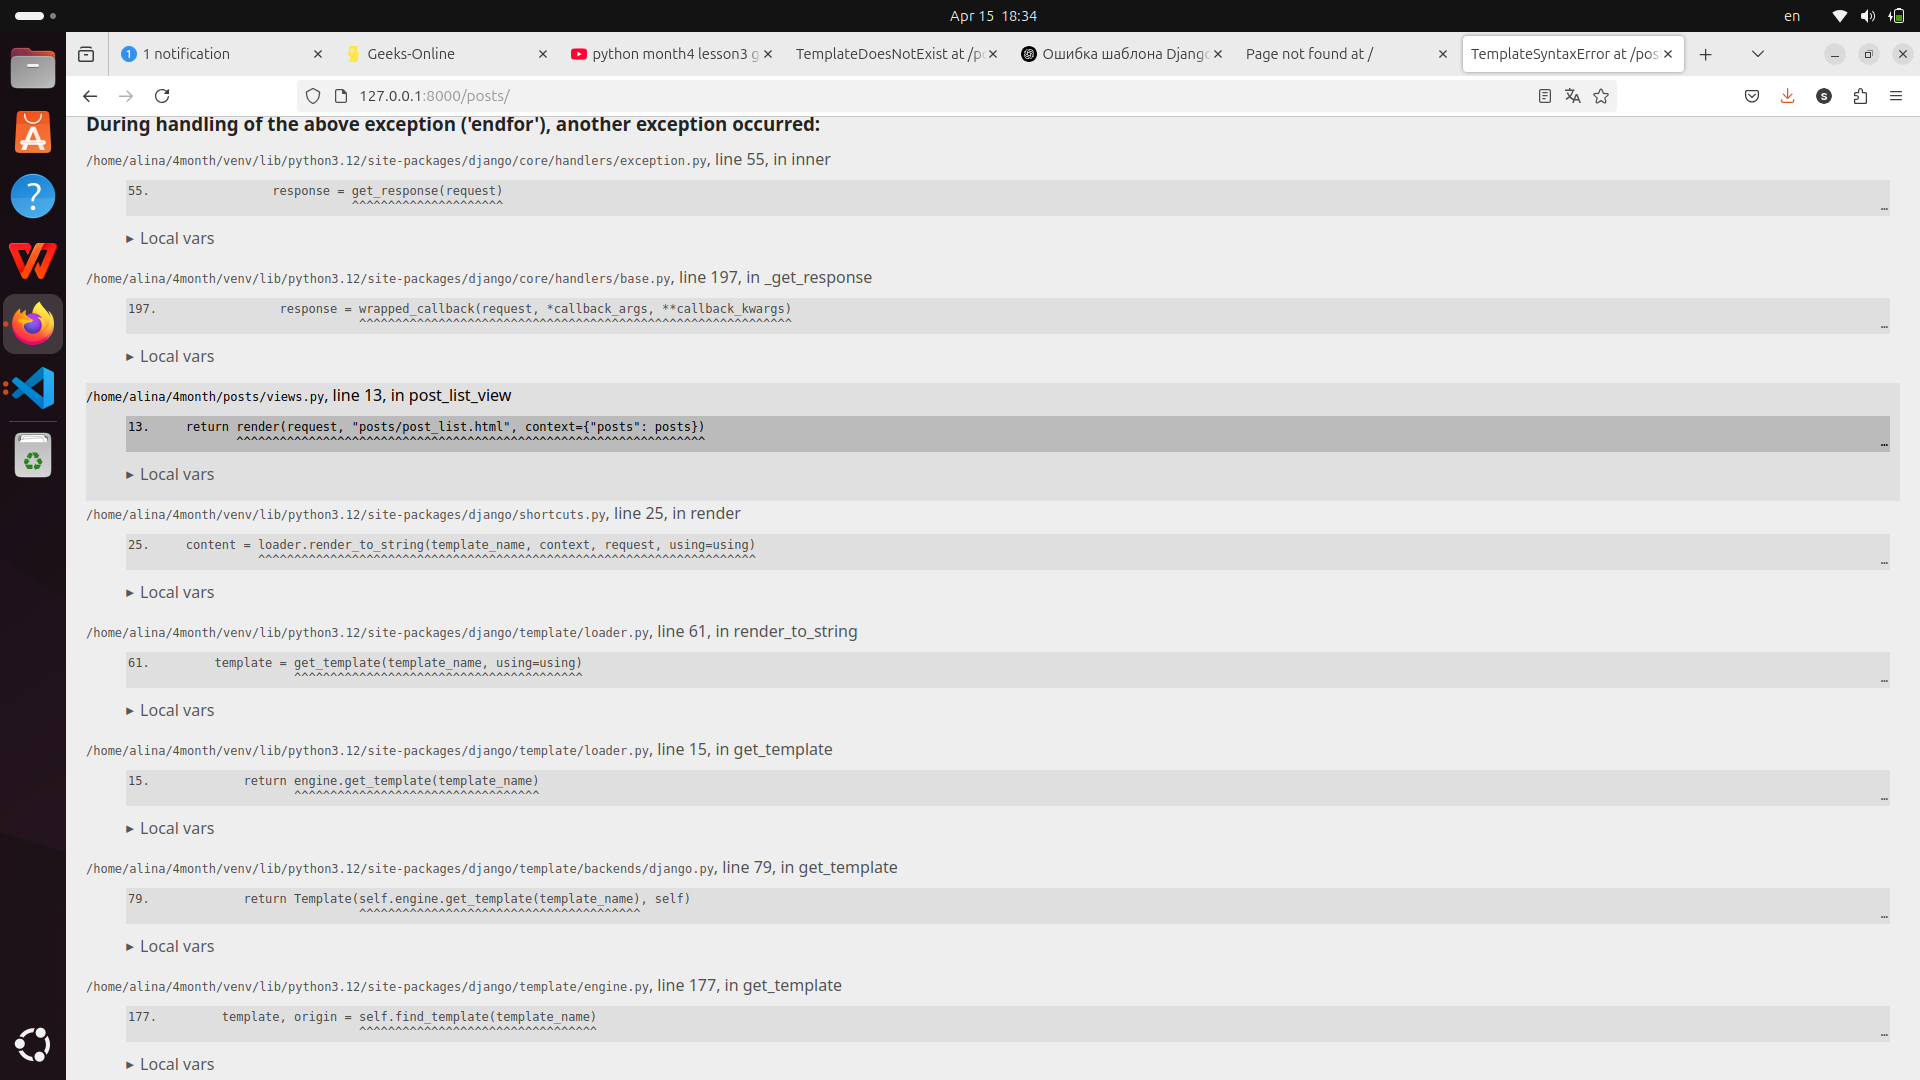 Apr 15 18:34
en
1 notification
Geeks-Online
python month4 lesson3 g
TemplateDoesNotExist at /po
Ошибка шаблона Django
Page not found at /
TemplateSyntaxError at /pos
127.0.0.1:8000/posts/
S
During handling of the above exception ('endfor'), another exception occurred:
/home/alina/4month/venv/lib/python3.12/site-packages/django/core/handlers/exception.py, line 55, in inner
55. response = get_response(request)
^^^^^^^^^^^^^^^^^^^^^
…
Local vars
/home/alina/4month/venv/lib/python3.12/site-packages/django/core/handlers/base.py, line 197, in _get_response
197. response = wrapped_callback(request, *callback_args, **callback_kwargs)
^^^^^^^^^^^^^^^^^^^^^^^^^^^^^^^^^^^^^^^^^^^^^^^^^^^^^^^^^^^^
…
Local vars
/home/alina/4month/posts/views.py, line 13, in post_list_view
13. return render(request, "posts/post_list.html", context={"posts": posts})
^^^^^^^^^^^^^^^^^^^^^^^^^^^^^^^^^^^^^^^^^^^^^^^^^^^^^^^^^^^^^^^^^
…
Local vars
/home/alina/4month/venv/lib/python3.12/site-packages/django/shortcuts.py, line 25, in render
25. content = loader.render_to_string(template_name, context, request, using=using)
^^^^^^^^^^^^^^^^^^^^^^^^^^^^^^^^^^^^^^^^^^^^^^^^^^^^^^^^^^^^^^^^^^^^^
…
Local vars
/home/alina/4month/venv/lib/python3.12/site-packages/django/template/loader.py, line 61, in render_to_string
61. template = get_template(template_name, using=using)
^^^^^^^^^^^^^^^^^^^^^^^^^^^^^^^^^^^^^^^^
…
Local vars
/home/alina/4month/venv/lib/python3.12/site-packages/django/template/loader.py, line 15, in get_template
15. return engine.get_template(template_name)
^^^^^^^^^^^^^^^^^^^^^^^^^^^^^^^^^^
…
Local vars
/home/alina/4month/venv/lib/python3.12/site-packages/django/template/backends/django.py, line 79, in get_template
79. return Template(self.engine.get_template(template_name), self)
^^^^^^^^^^^^^^^^^^^^^^^^^^^^^^^^^^^^^^^
…
Local vars
/home/alina/4month/venv/lib/python3.12/site-packages/django/template/engine.py, line 177, in get_template
177. template, origin = self.find_template(template_name)
^^^^^^^^^^^^^^^^^^^^^^^^^^^^^^^^^
…
Local vars